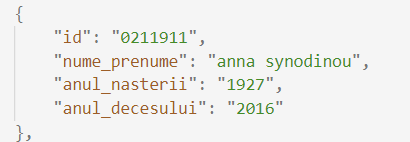 {
"id": "0211911",
"nume_prenume": "anna synodinou",
"anul_nasterii": "1927",
"anul_decesului": "2016"
},